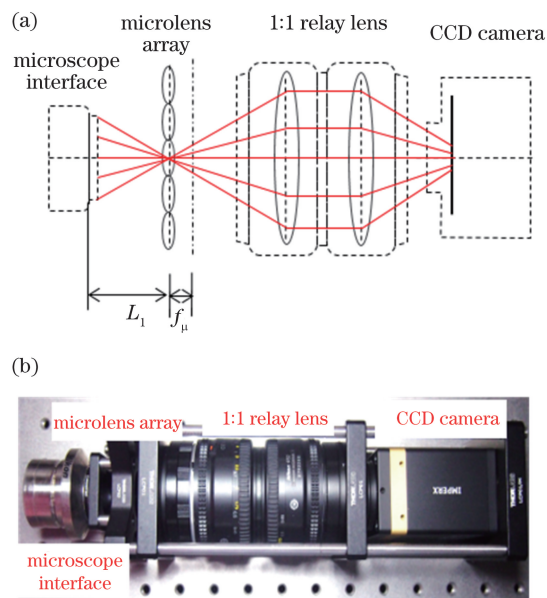 (a)
microlens
array
1:1 relay lens
CCD camera
microscope
interface
L1
fμ
(b)
microlens array
1:1 relay lens
CCD camera
IMPERX
microscope
interface